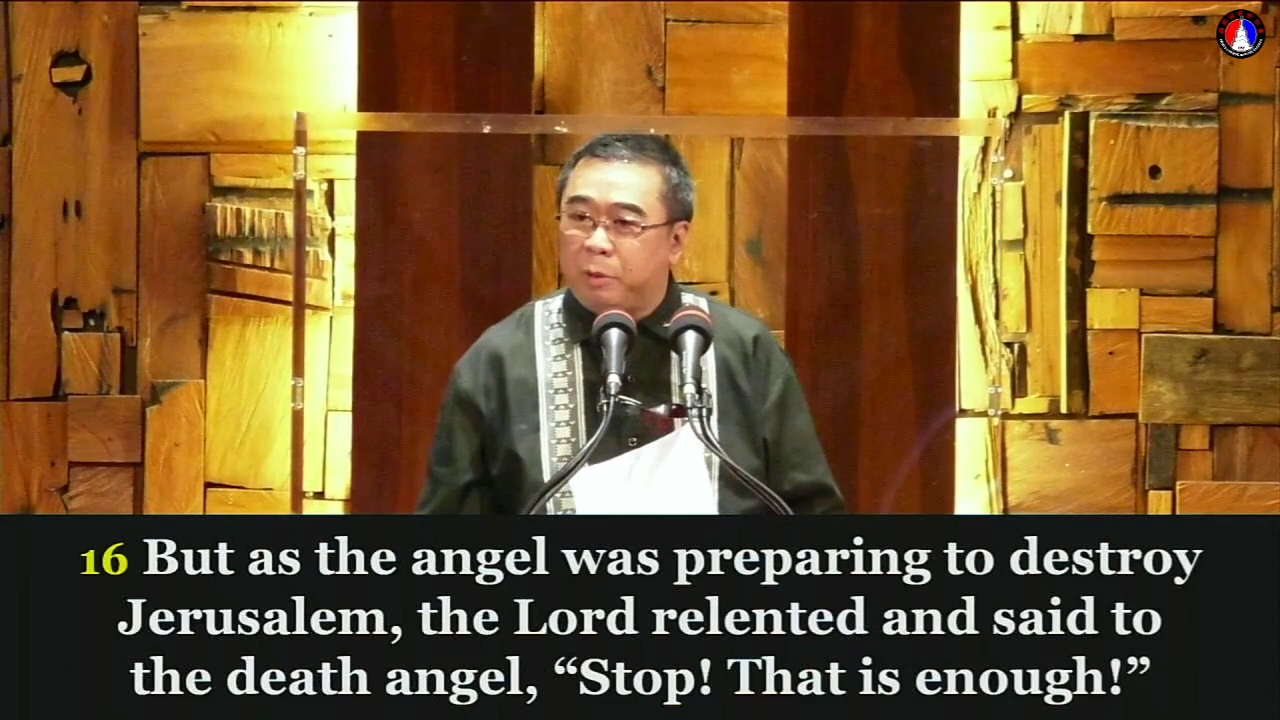 16 But as the angel was preparing to destroy
Jerusalem, the Lord relented and said to
the death angel, “Stop! That is enough!”